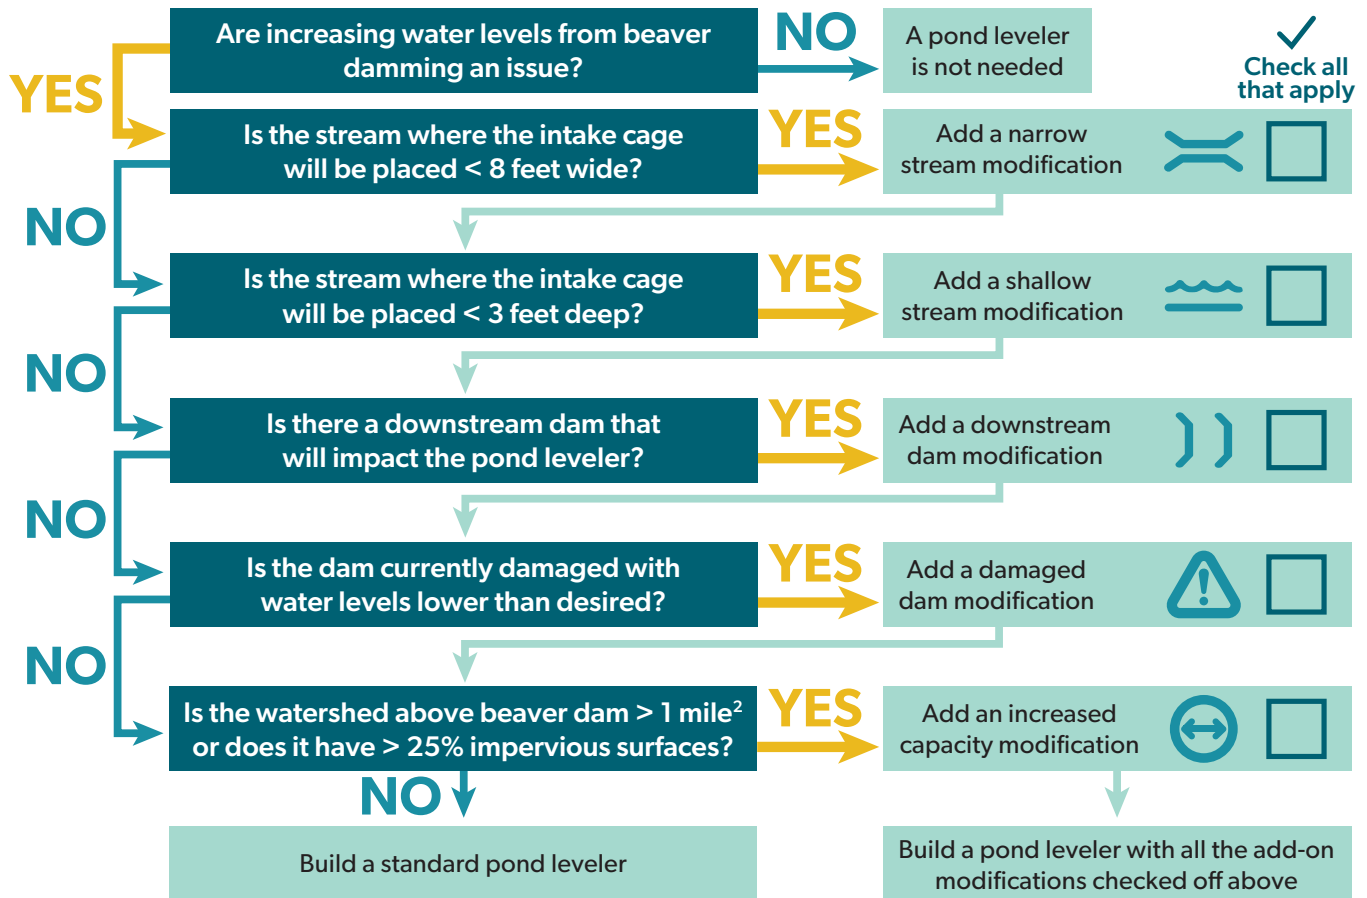 Are increasing water levels from beaver
damming an issue?
NO
A pond leveler
is not needed
Check all
that apply
YES
Is the stream where the intake cage
will be placed < 8 feet wide?
YES
Add a narrow
stream modification
NO
Is the stream where the intake cage
will be placed < 3 feet deep?
YES
Add a shallow
stream modification
NO
Is there a downstream dam that
will impact the pond leveler?
YES
Add a downstream
dam modification
NO
Is the dam currently damaged with
water levels lower than desired?
YES
Add a damaged
dam modification
NO
Is the watershed above beaver dam > 1 mile²
or does it have > 25% impervious surfaces?
YES
Add an increased
capacity modification
NO
Build a standard pond leveler
Build a pond leveler with all the add-on
modifications checked off above